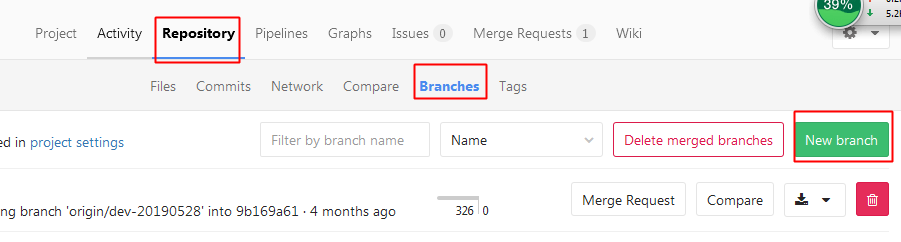 39%
5.2
Project Activity Repository Pipelines Graphs Issues 0 Merge Requests 1 Wiki
Files Commits Network Compare Branches Tags
ed in project settings Filter by branch name Name Delete merged branches New branch
ng branch 'origin/dev-20190528' into 9b169a61 · 4 months ago 326 0 Merge Request Compare